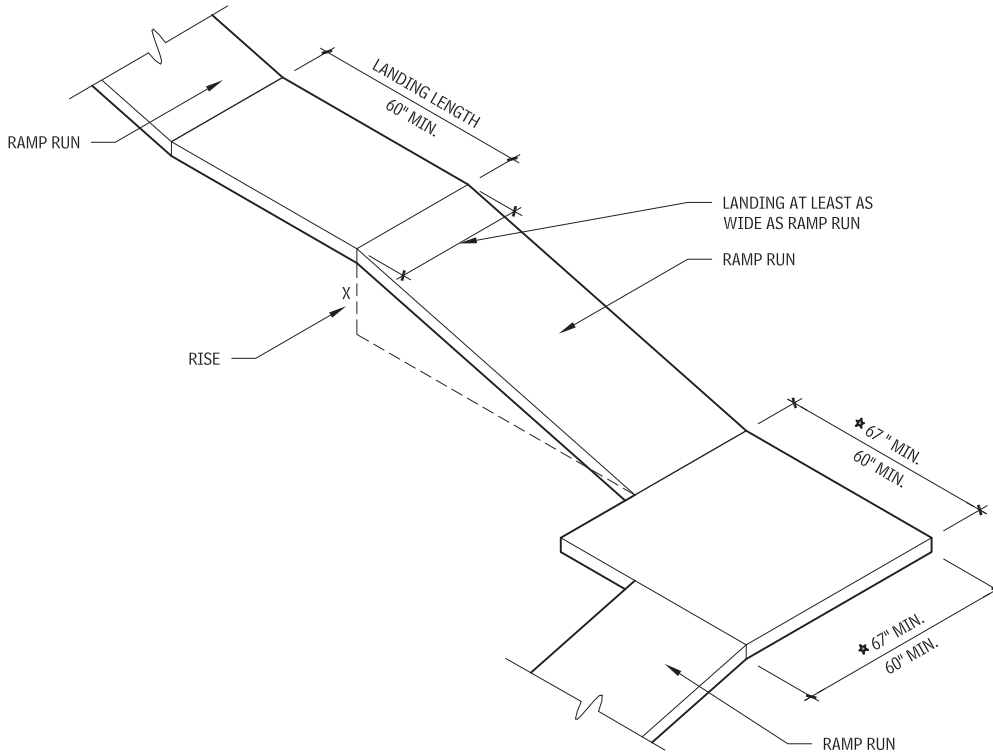 LANDING LENGTH
60" MIN.
RAMP RUN
LANDING AT LEAST AS
WIDE AS RAMP RUN
RAMP RUN
X
RISE
★ 67 " MIN.
60" MIN.
★ 67" MIN.
60" MIN.
RAMP RUN